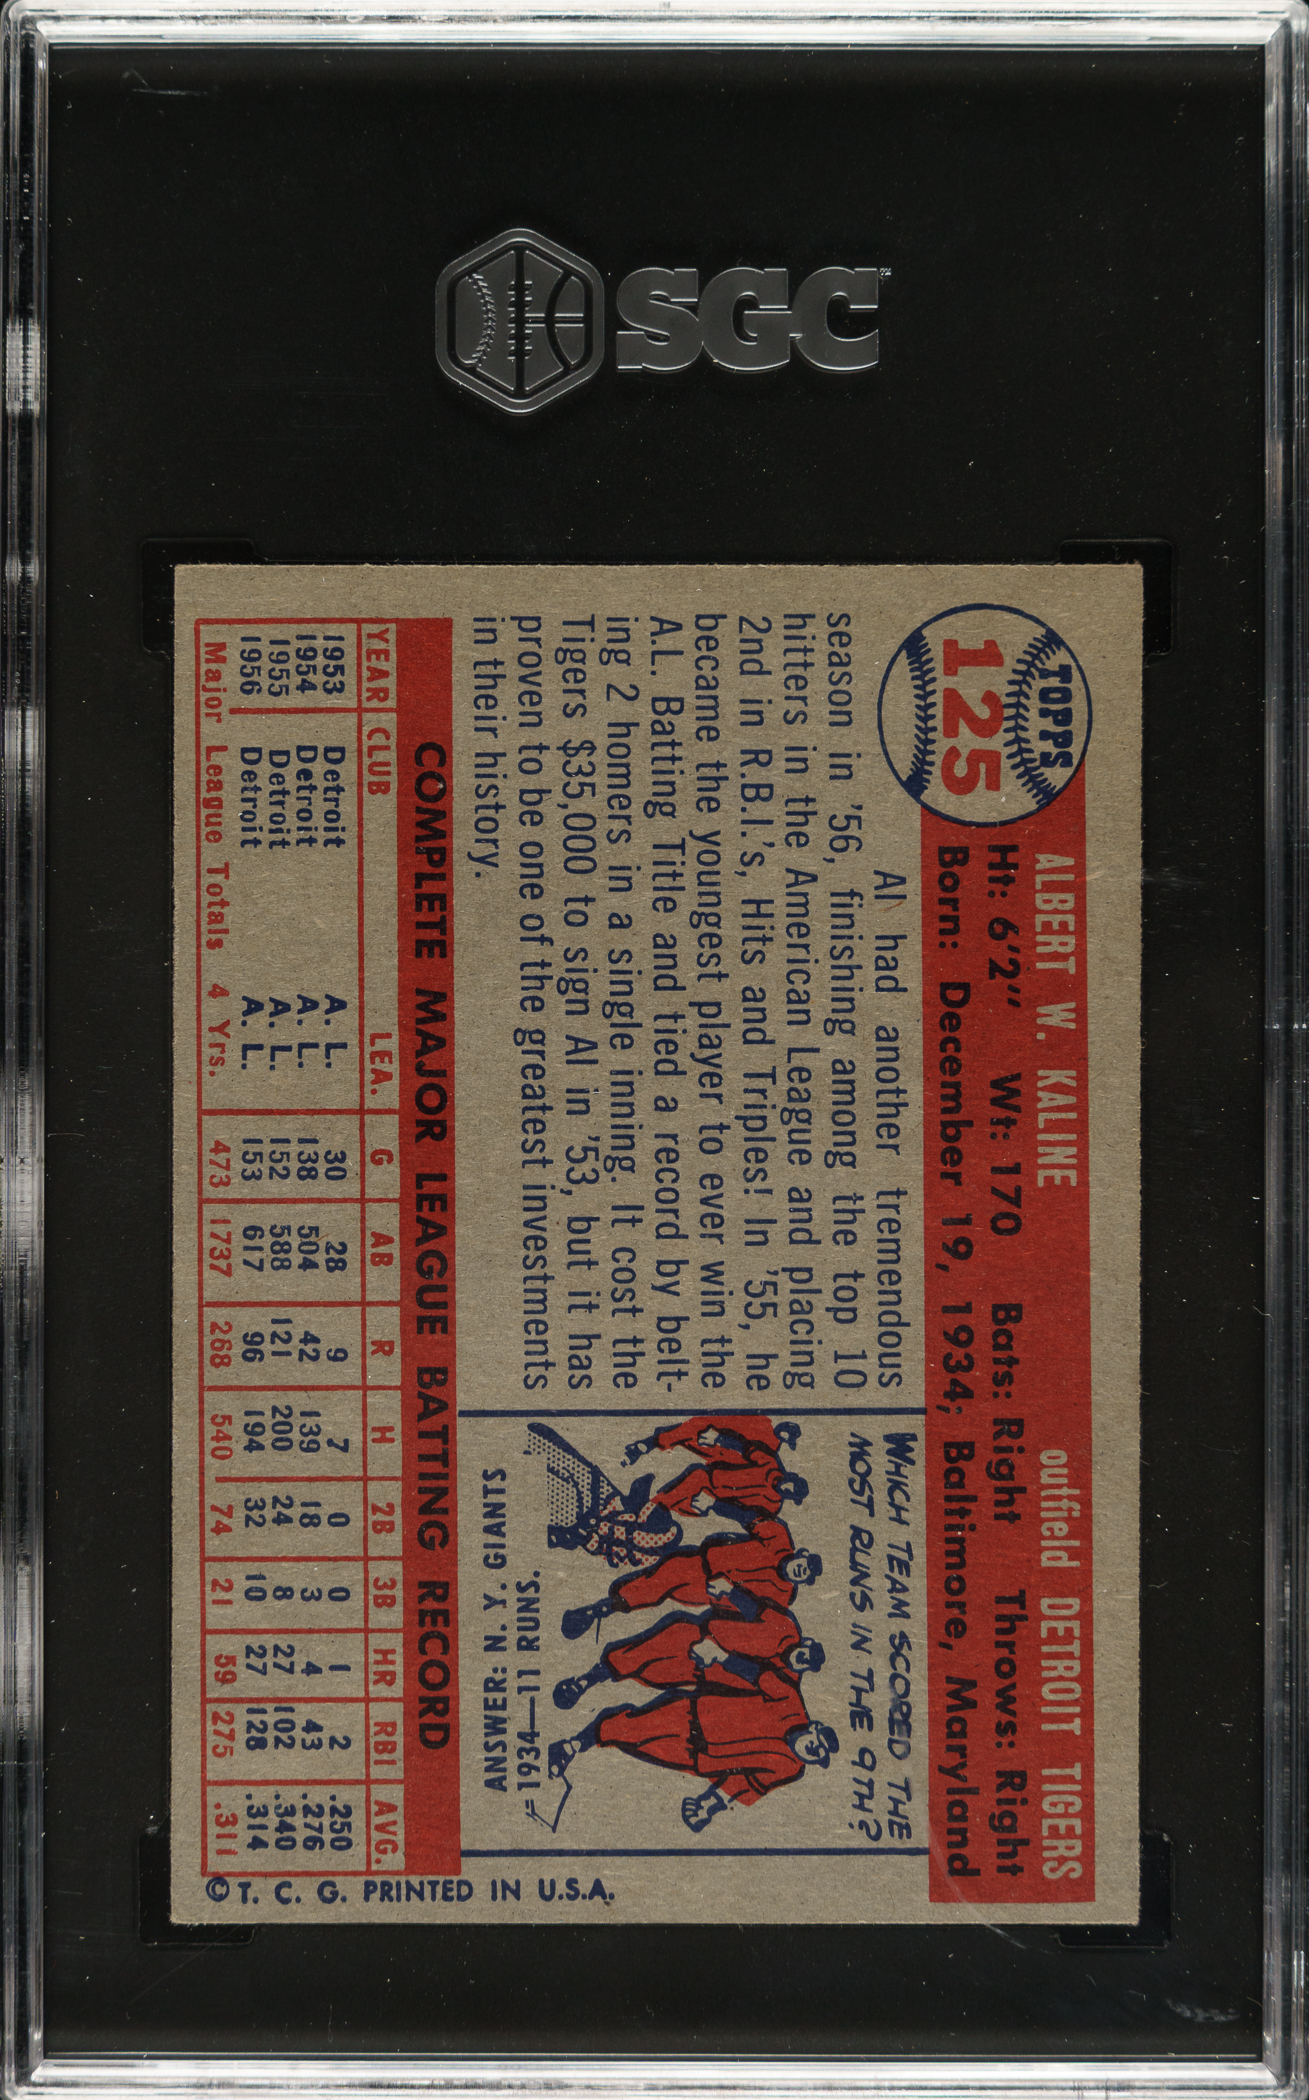 SGC
TOPPS
125
ALBERT W. KALINE outfield DETROIT TIGERS
Ht: 6'2" Wt: 170 Bats: Right Throws: Right
Born: December 19, 1934; Baltimore, Maryland
Al had another tremendous
season in '56, finishing among the top 10
hitters in the American League and placing
2nd in R.B.I.'s, Hits and Triples! In '55, he
became the youngest player to ever win the
A.L. Batting Title and tied a record by belt-
ing 2 homers in a single inning. It cost the
Tigers $35,000 to sign Al in '53, but it has
proven to be one of the greatest investments
in their history.
WHICH TEAM SCORED THE
MOST RUNS IN THE 9TH?
ANSWER: N. Y. GIANTS
=1934—11 RUNS.
COMPLETE MAJOR LEAGUE BATTING RECORD
YEAR CLUB LEA. G AB R H 2B 3B HR RBI AVG.
1953 Detroit A. L. 30 28 9 7 0 0 1 2 .250
1954 Detroit A. L. 138 504 42 139 18 3 4 43 .276
1955 Detroit A. L. 152 588 121 200 24 8 27 102 .340
1956 Detroit A. L. 153 617 96 194 32 10 27 128 .314
Major League Totals 4 Yrs. 473 1737 268 540 74 21 59 275 .311
© T. C. G. PRINTED IN U.S.A.